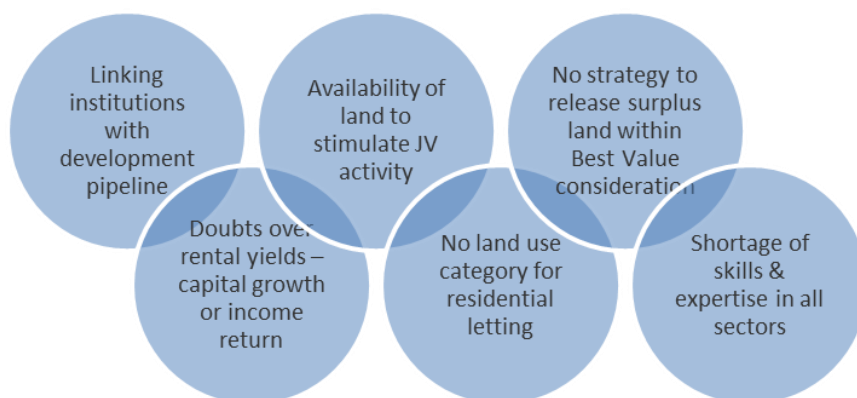 Linking
institutions
with
development
pipeline
Doubts over
rental yields –
capital growth
or income
return
Availability of
land to
stimulate JV
activity
No land use
category for
residential
letting
No strategy to
release surplus
land within
Best Value
consideration
Shortage of
skills &
expertise in all
sectors